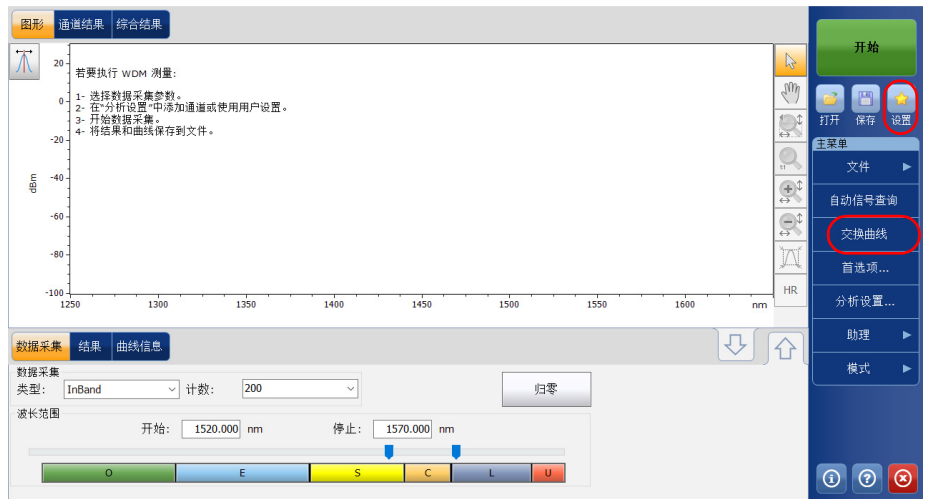 图形 通道结果 综合结果
若要执行 WDM 测量:
1- 选择数据采集参数。
2- 在“分析设置”中添加通道或使用用户设置。
3- 开始数据采集。
4- 将结果和曲线保存到文件。
20
0
-20
-40
-60
-80
-100
dBm
1250 1300 1350 1400 1450 1500 1550 1600 nm
t1
HR
数据采集 结果 曲线信息
数据采集
类型: InBand 计数: 200 归零
波长范围
开始: 1520.000 nm 停止: 1570.000 nm
O E S C L U
开始
打开 保存 设置
主菜单
文件
自动信号查询
交换曲线
首选项...
分析设置...
助理
模式